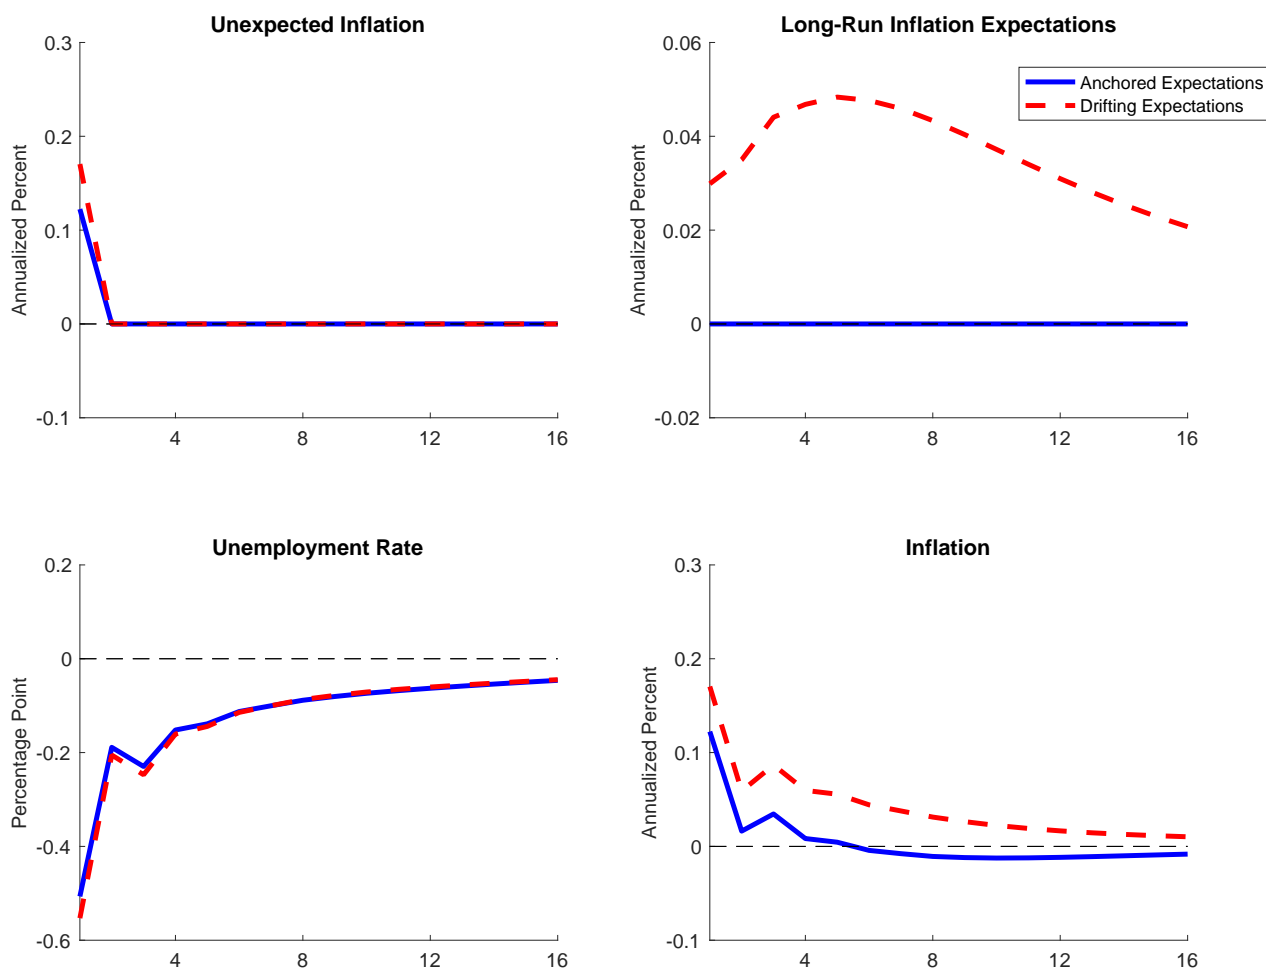 Unexpected Inflation
Annualized Percent
0.3
0.2
0.1
0
-0.1
4 8 12 16
Long-Run Inflation Expectations
Annualized Percent
0.06
0.04
0.02
0
-0.02
4 8 12 16
Anchored Expectations
Drifting Expectations
Unemployment Rate
Percentage Point
0.2
0
-0.2
-0.4
-0.6
4 8 12 16
Inflation
Annualized Percent
0.3
0.2
0.1
0
-0.1
4 8 12 16